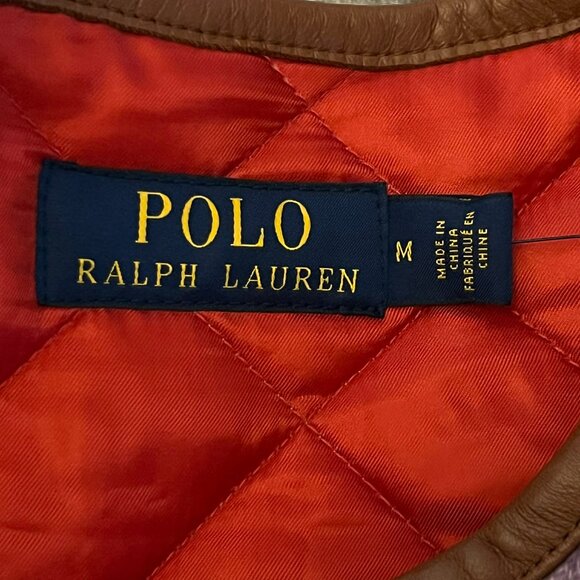 POLO
RALPH LAUREN
M
MADE IN
CHINA
FABRIQUÉ EN
CHINE